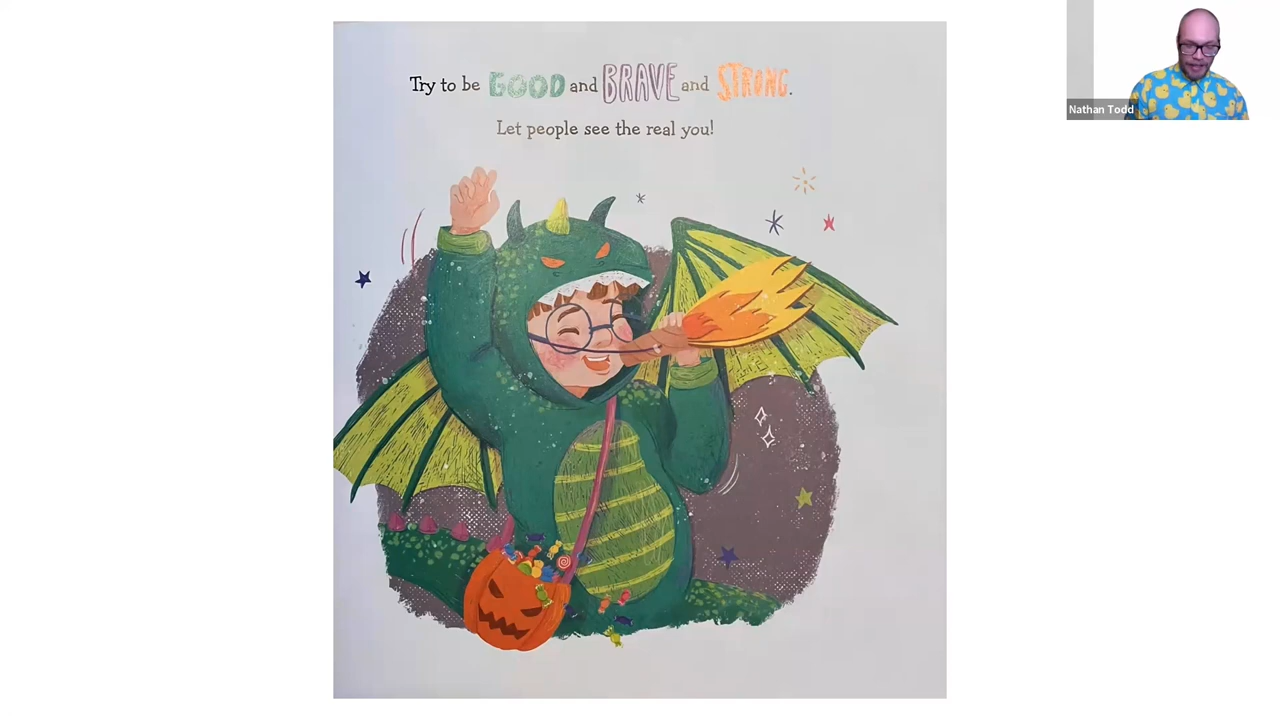 Try to be GOOD and BRAVE and STRONG.
Let people see the real you!
Nathan Todd